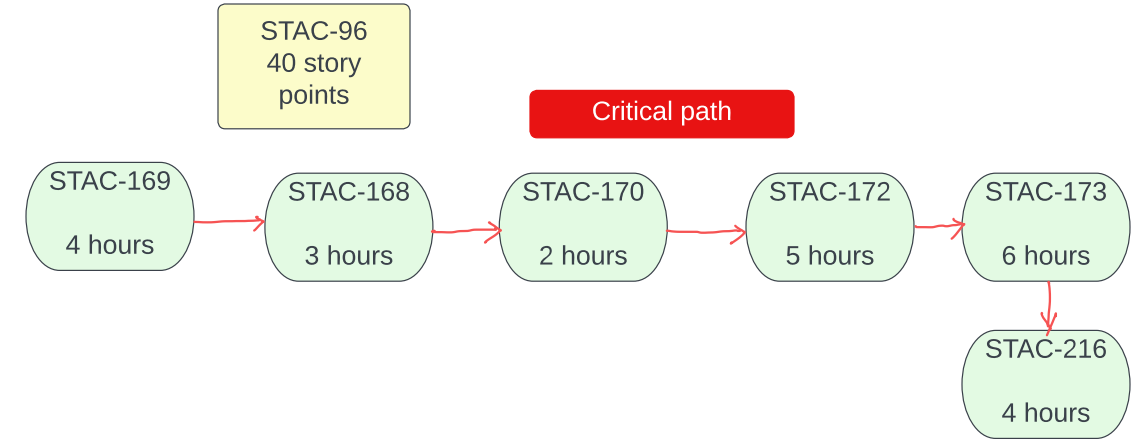 STAC-96
40 story
points
Critical path
STAC-169
4 hours
STAC-168
3 hours
STAC-170
2 hours
STAC-172
5 hours
STAC-173
6 hours
STAC-216
4 hours